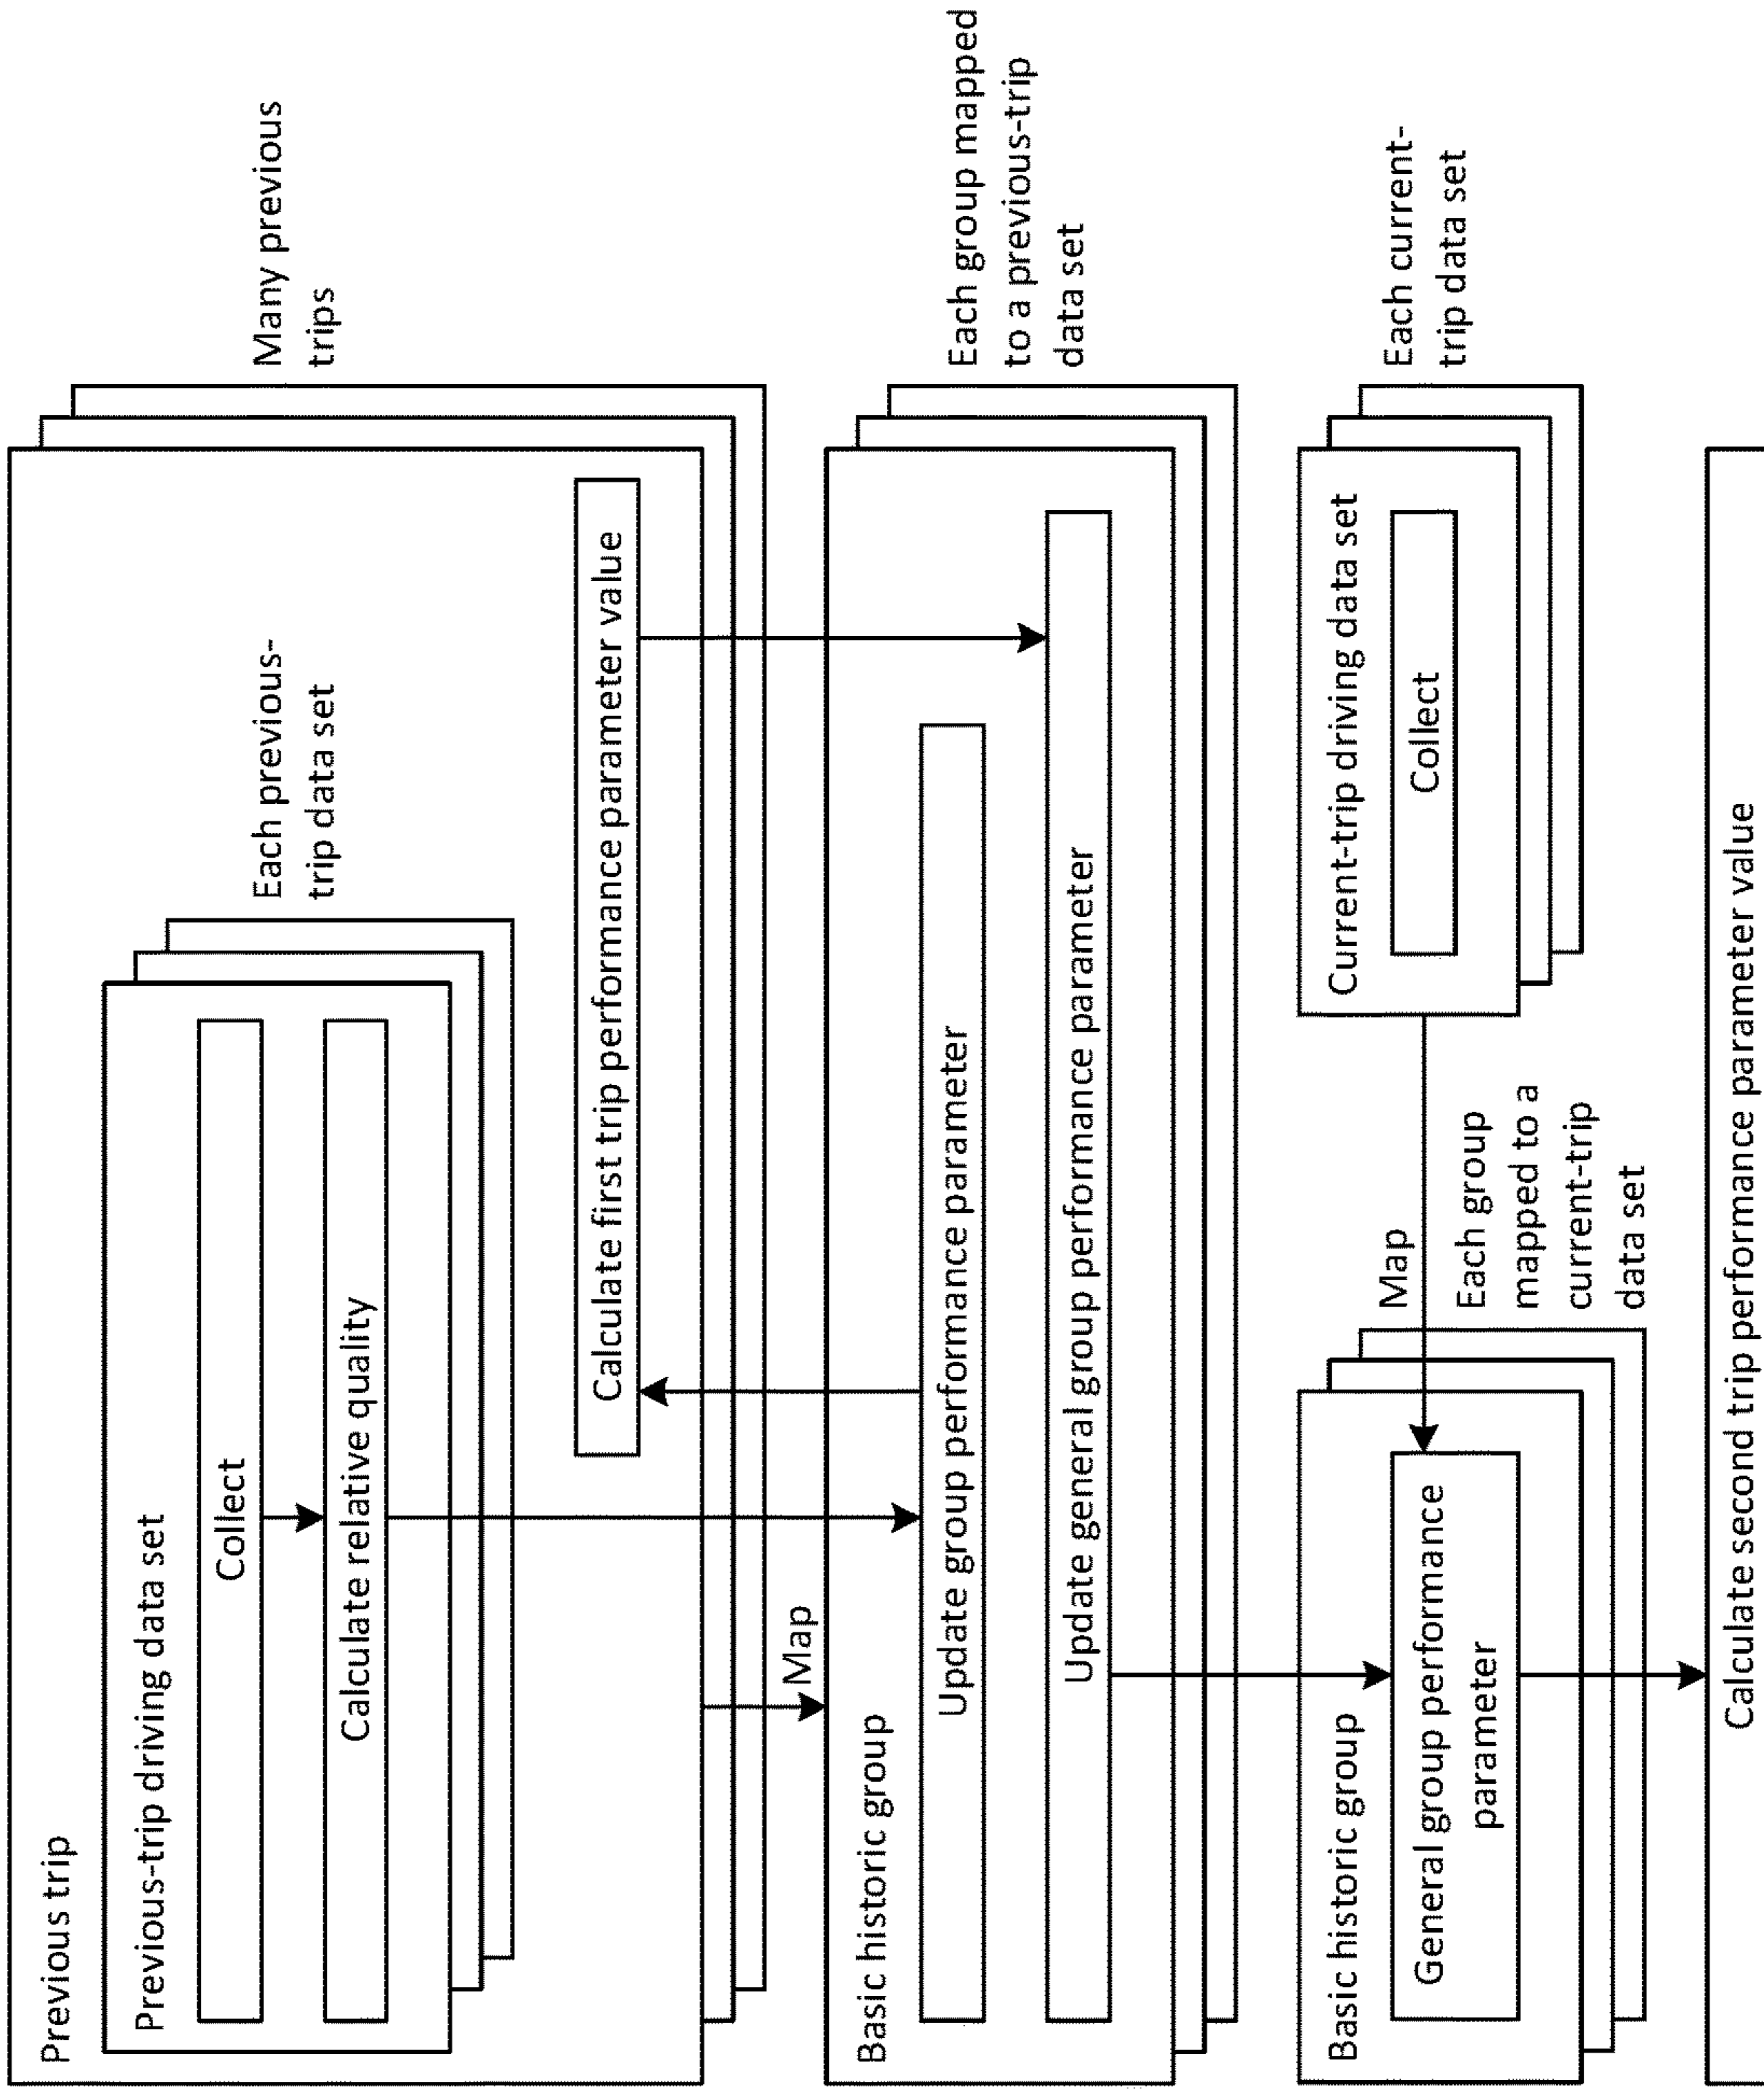 Previous trip
Previous-trip driving data set
Collect
Calculate relative quality
Each previous-
trip data set
Many previous
trips
Calculate first trip performance parameter value
Map
Basic historic group
Update group performance parameter
Update general group performance parameter
Each group mapped
to a previous-trip
data set
Basic historic group
General group performance
parameter
Map
Each group
mapped to a
current-trip
data set
Current-trip driving data set
Collect
Each current-
trip data set
Calculate second trip performance parameter value